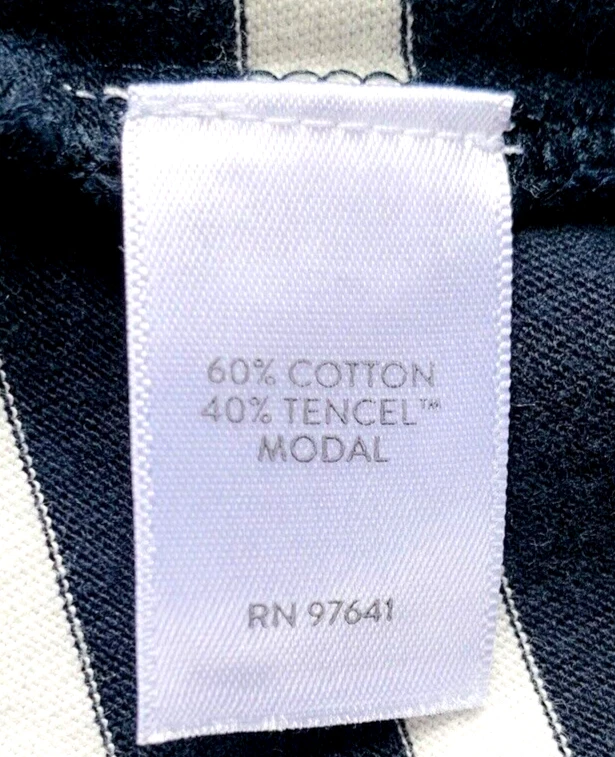 60% COTTON
40% TENCEL™
MODAL
RN 97641